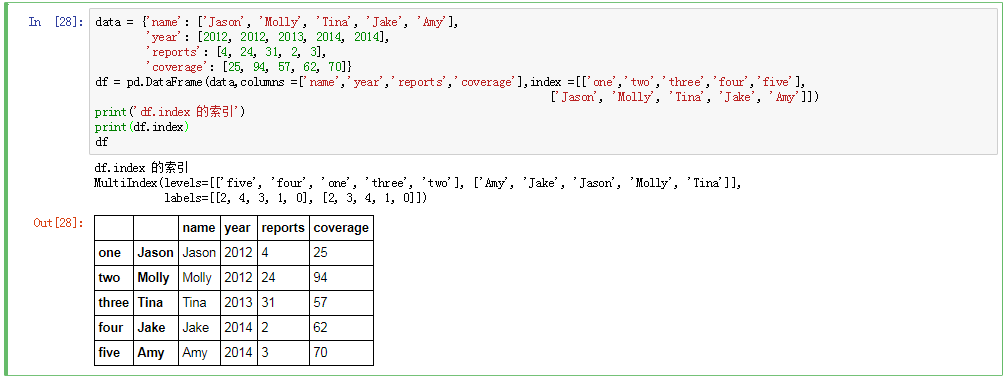 In [28]: data = {'name': ['Jason', 'Molly', 'Tina', 'Jake', 'Amy'],
'year': [2012, 2012, 2013, 2014, 2014],
'reports': [4, 24, 31, 2, 3],
'coverage': [25, 94, 57, 62, 70]}
df = pd.DataFrame(data,columns =['name','year','reports','coverage'],index =[['one','two','three','four','five'],
['Jason', 'Molly', 'Tina', 'Jake', 'Amy']])
print('df.index 的索引')
print(df.index)
df
df.index 的索引
MultiIndex(levels=[['five', 'four', 'one', 'three', 'two'], ['Amy', 'Jake', 'Jason', 'Molly', 'Tina']],
labels=[[2, 4, 3, 1, 0], [2, 3, 4, 1, 0]])
Out[28]: name year reports coverage
one Jason Jason 2012 4 25
two Molly Molly 2012 24 94
three Tina Tina 2013 31 57
four Jake Jake 2014 2 62
five Amy Amy 2014 3 70